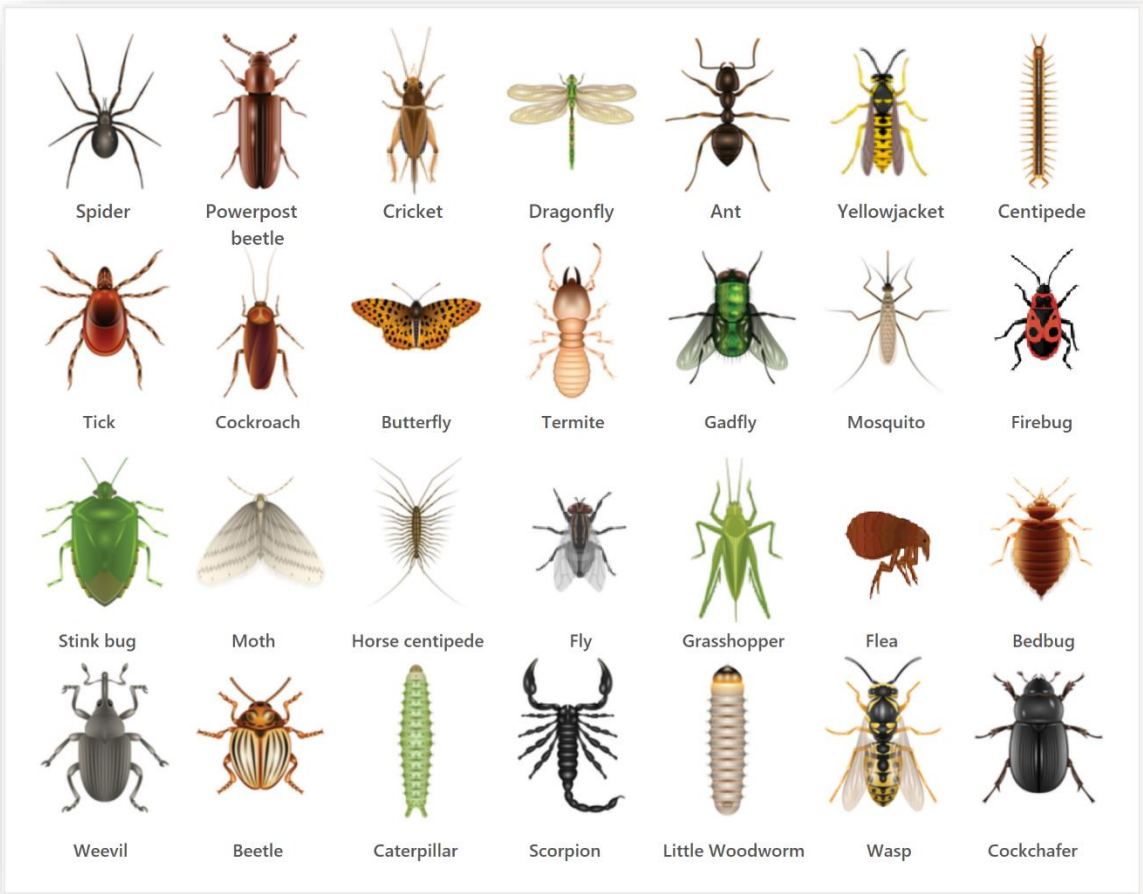 Spider
Powerpost
beetle
Cricket
Dragonfly
Ant
Yellowjacket
Centipede
Tick
Cockroach
Butterfly
Termite
Gadfly
Mosquito
Firebug
Stink bug
Moth
Horse centipede
Fly
Grasshopper
Flea
Bedbug
Weevil
Beetle
Caterpillar
Scorpion
Little Woodworm
Wasp
Cockchafer